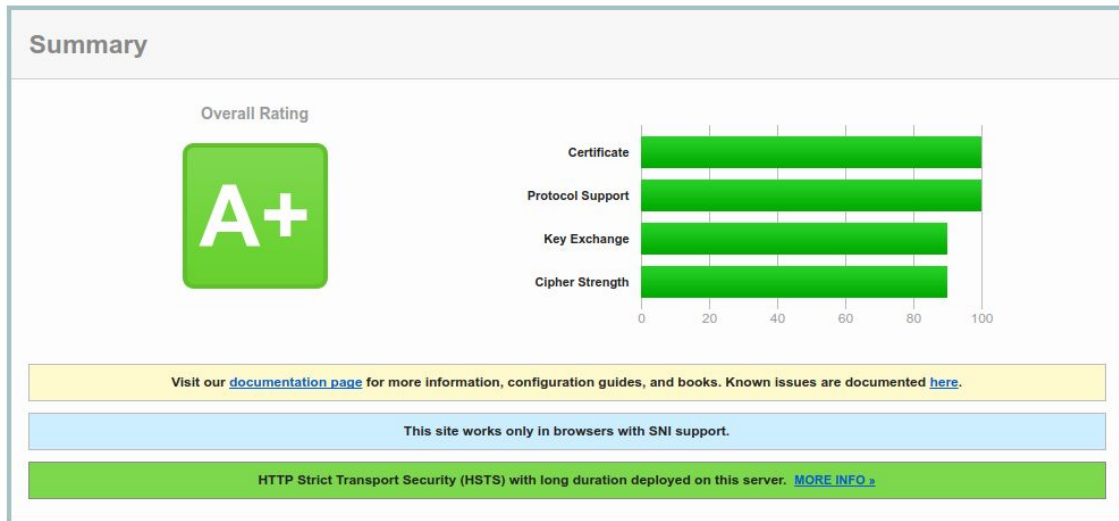 Summary
Overall Rating
A+
Certificate
Protocol Support
Key Exchange
Cipher Strength
0 20 40 60 80 100
Visit our documentation page for more information, configuration guides, and books. Known issues are documented here.
This site works only in browsers with SNI support.
HTTP Strict Transport Security (HSTS) with long duration deployed on this server. MORE INFO »